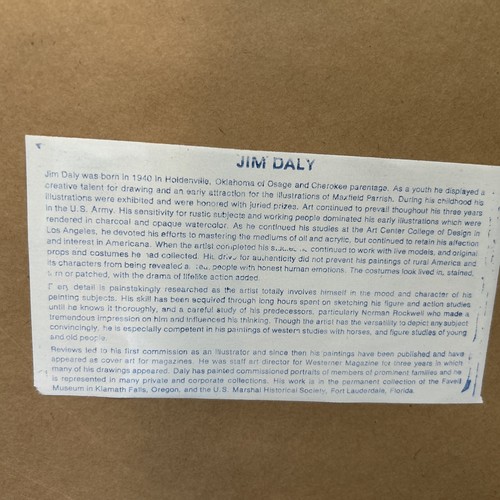 JIM DALY
Jim Daly was born in 1940 in Holdenville, Oklahoma of Osage and Cherokee parentage. As a youth he displayed a
creative talent for drawing and an early attraction for the illustrations of Maxfield Parrish. During his childhood his
illustrations were exhibited and were honored with juried prizes. Art continued to prevail thoughout his three years
in the U.S. Army. His sensitivity for rustic subjects and working people dominated his early illustrations which were
rendered in charcoal and opaque watercolor. As he continued his studies at the Art Center College of Design in
Los Angeles, he devoted his efforts to mastering the mediums of oil and acrylic, but continued to retain his affection
and interest in Americana. When the artist completed his continued to work with live models, and original
props and costumes he had collected. His drive for authenticity did not prevent his paintings of rural America and
its characters from being revealed as real people with honest human emotions. The costumes look lived in, stained,
torn or patched, with the drama of lifelike action added.
Every detail is painstakingly researched as the artist totally involves himself in the mood and character of his
painting subjects. His skill has been acquired through long hours spent on sketching his figure and action studies
until he knows it thoroughly, and a careful study of his predecessors, particularly Norman Rockwell who made a
tremendous impression on him and influenced his thinking. Though the artist has the versatility to depict any subject
convincingly, he is especially competent in his paintings of western studies with horses, and figure studies of young
and old people.
Reviews led to his first commission as an illustrator and since then his paintings have been published and have
appeared as cover art for magazines. He was staff art director for Westerner Magazine for three years in which
many of his drawings appeared. Daly has painted commissioned portraits of members of prominent families and he
is represented in many private and corporate collections. His work is in the permanent collection of the Favell
Museum in Klamath Falls, Oregon, and the U.S. Marshal Historical Society, Fort Lauderdale, Florida.